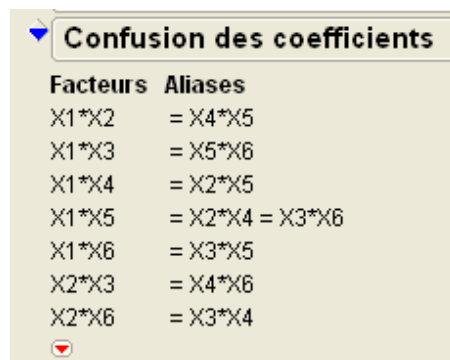 Confusion des coefficients
Facteurs Aliases
X1*X2 = X4*X5
X1*X3 = X5*X6
X1*X4 = X2*X5
X1*X5 = X2*X4 = X3*X6
X1*X6 = X3*X5
X2*X3 = X4*X6
X2*X6 = X3*X4